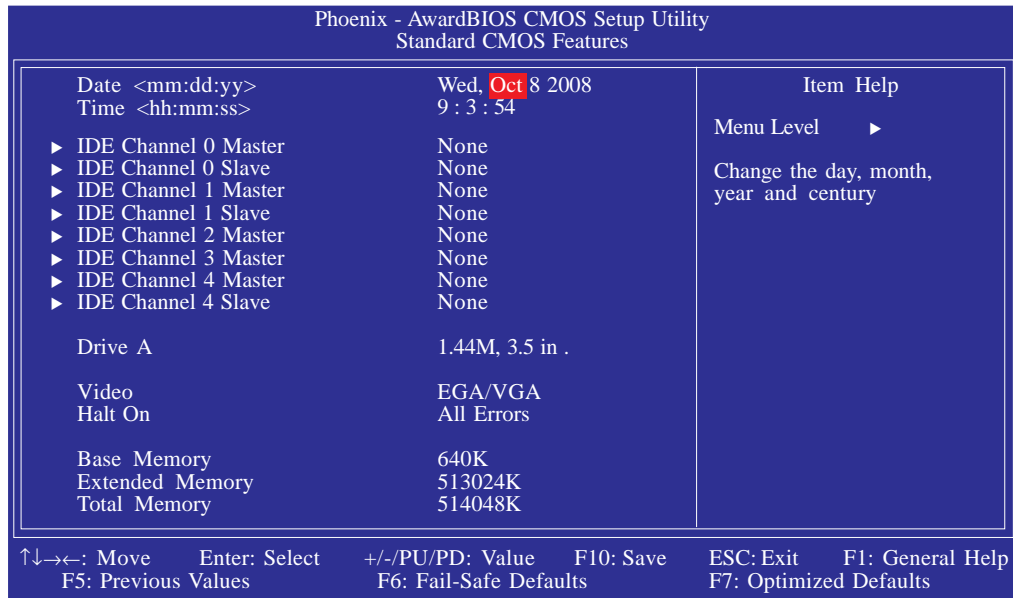 Phoenix - AwardBIOS CMOS Setup Utility
Standard CMOS Features
Date <mm:dd:yy> Wed, Oct 8 2008
Time <hh:mm:ss> 9 : 3 : 54
▶ IDE Channel 0 Master None
▶ IDE Channel 0 Slave None
▶ IDE Channel 1 Master None
▶ IDE Channel 1 Slave None
▶ IDE Channel 2 Master None
▶ IDE Channel 3 Master None
▶ IDE Channel 4 Master None
▶ IDE Channel 4 Slave None
Drive A 1.44M, 3.5 in .
Video EGA/VGA
Halt On All Errors
Base Memory 640K
Extended Memory 513024K
Total Memory 514048K
Item Help
Menu Level ▶
Change the day, month,
year and century
↑↓→←: Move Enter: Select +/-/PU/PD: Value F10: Save ESC: Exit F1: General Help
F5: Previous Values F6: Fail-Safe Defaults F7: Optimized Defaults